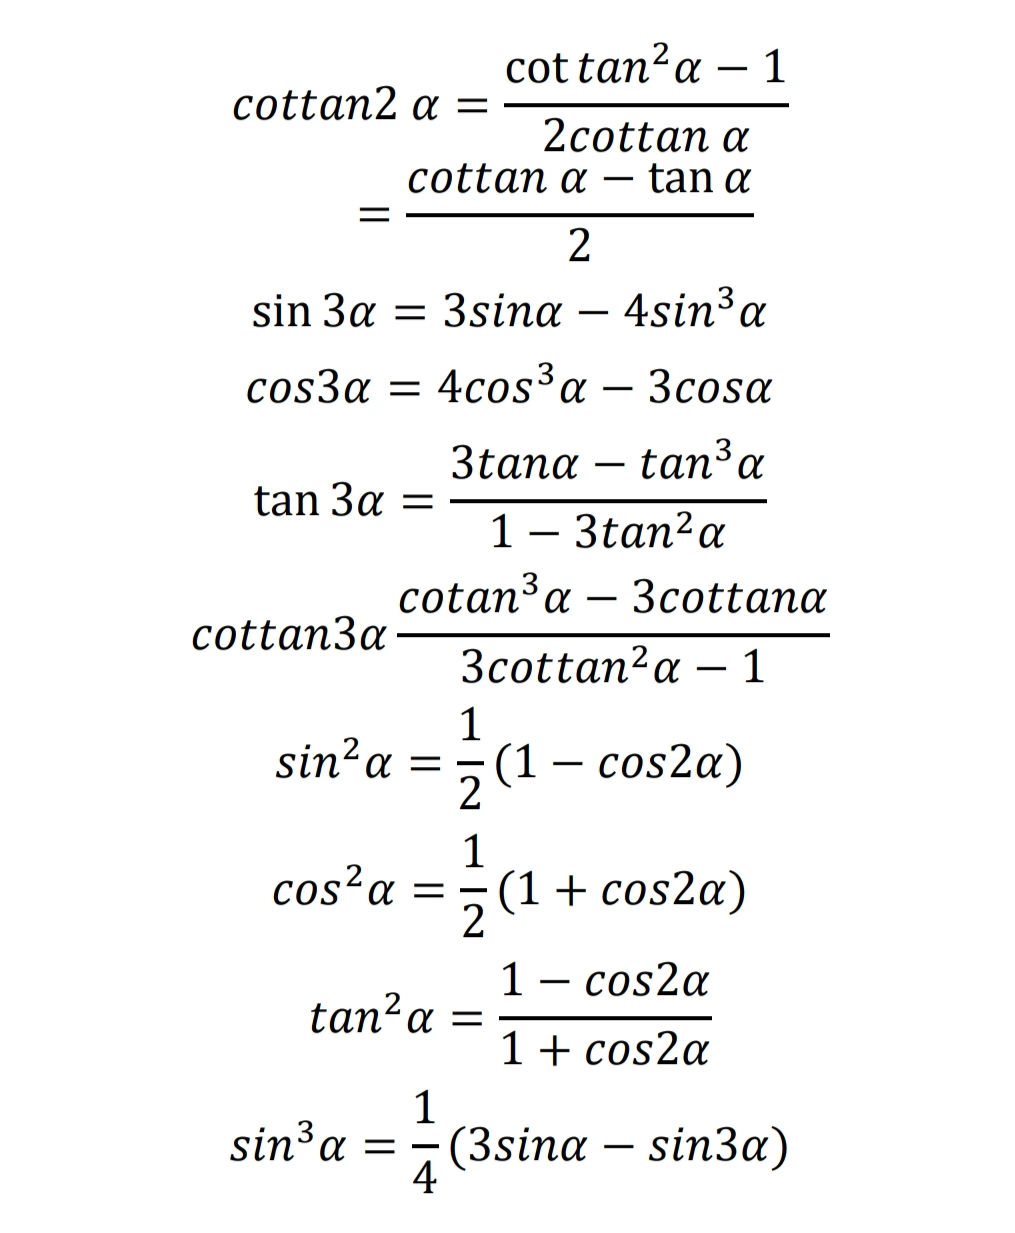 cottan2 α = (cot tan²α − 1)/(2cottan α)
= (cottan α − tan α)/2
sin 3α = 3sinα − 4sin³α
cos3α = 4cos³α − 3cosα
tan 3α = (3tanα − tan³α)/(1 − 3tan²α)
cottan3α (cotan³α − 3cottanα)/(3cottan²α − 1)
sin²α = 1/2 (1 − cos2α)
cos²α = 1/2 (1 + cos2α)
tan²α = (1 − cos2α)/(1 + cos2α)
sin³α = 1/4 (3sinα − sin3α)